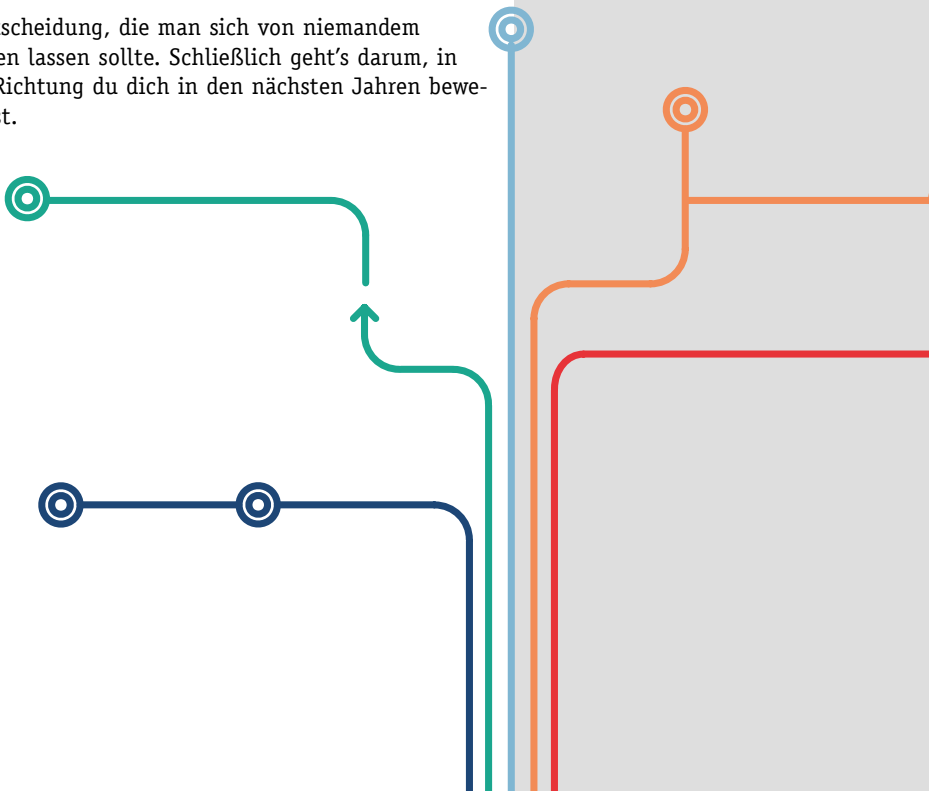 scheidung, die man sich von niemandem
en lassen sollte. Schließlich geht’s darum, in
Richtung du dich in den nächsten Jahren bewe-
st.